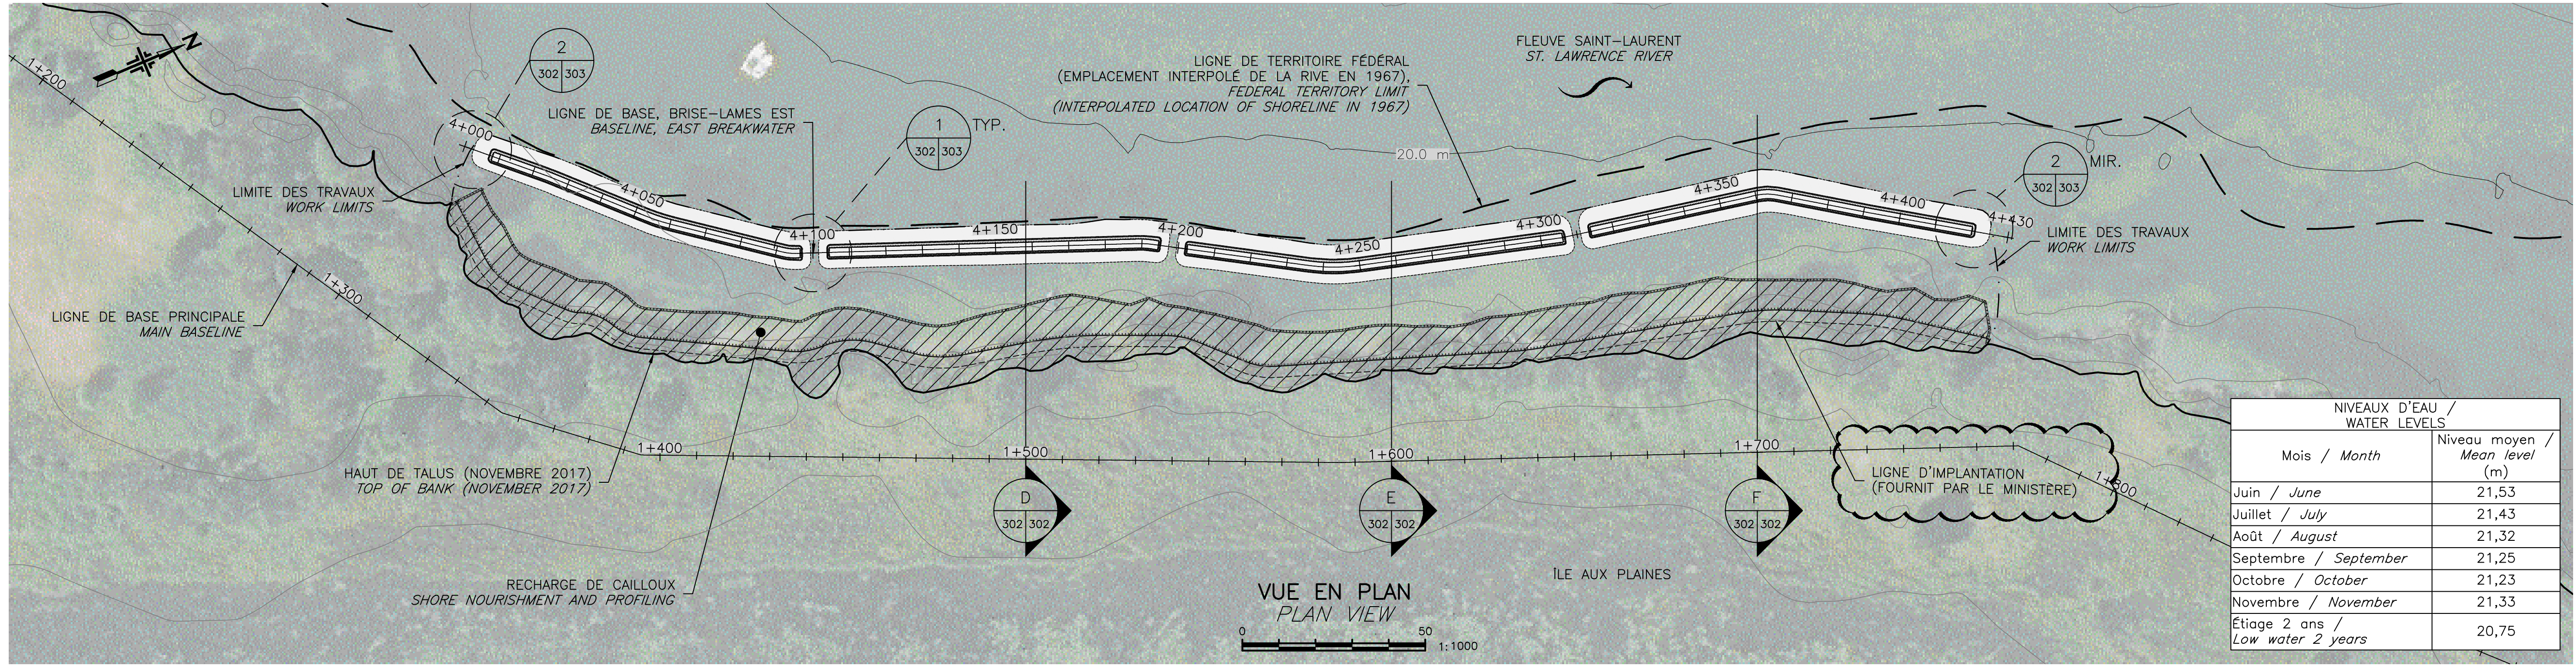 N
1+200
2
302 303
LIGNE DE BASE, BRISE-LAMES EST
BASELINE, EAST BREAKWATER
1 TYP.
302 303
LIGNE DE TERRITOIRE FÉDÉRAL
(EMPLACEMENT INTERPOLÉ DE LA RIVE EN 1967),
FEDERAL TERRITORY LIMIT
(INTERPOLATED LOCATION OF SHORELINE IN 1967)
FLEUVE SAINT-LAURENT
ST. LAWRENCE RIVER
20.0 m
2 MIR.
302 303
4+000
4+050
4+100
4+150
4+200
4+250
4+300
4+350
4+400
4+430
LIMITE DES TRAVAUX
WORK LIMITS
LIMITE DES TRAVAUX
WORK LIMITS
1+300
LIGNE DE BASE PRINCIPALE
MAIN BASELINE
1+400
1+500
1+600
1+700
1+800
HAUT DE TALUS (NOVEMBRE 2017)
TOP OF BANK (NOVEMBER 2017)
D
302 302
E
302 302
F
302 302
LIGNE D'IMPLANTATION
(FOURNIT PAR LE MINISTÈRE)
RECHARGE DE CAILLOUX
SHORE NOURISHMENT AND PROFILING
ÎLE AUX PLAINES
VUE EN PLAN
PLAN VIEW
0 50
1:1000
NIVEAUX D'EAU /
WATER LEVELS
Mois / Month
Niveau moyen /
Mean level
(m)
Juin / June 21,53
Juillet / July 21,43
Août / August 21,32
Septembre / September 21,25
Octobre / October 21,23
Novembre / November 21,33
Étiage 2 ans /
Low water 2 years 20,75